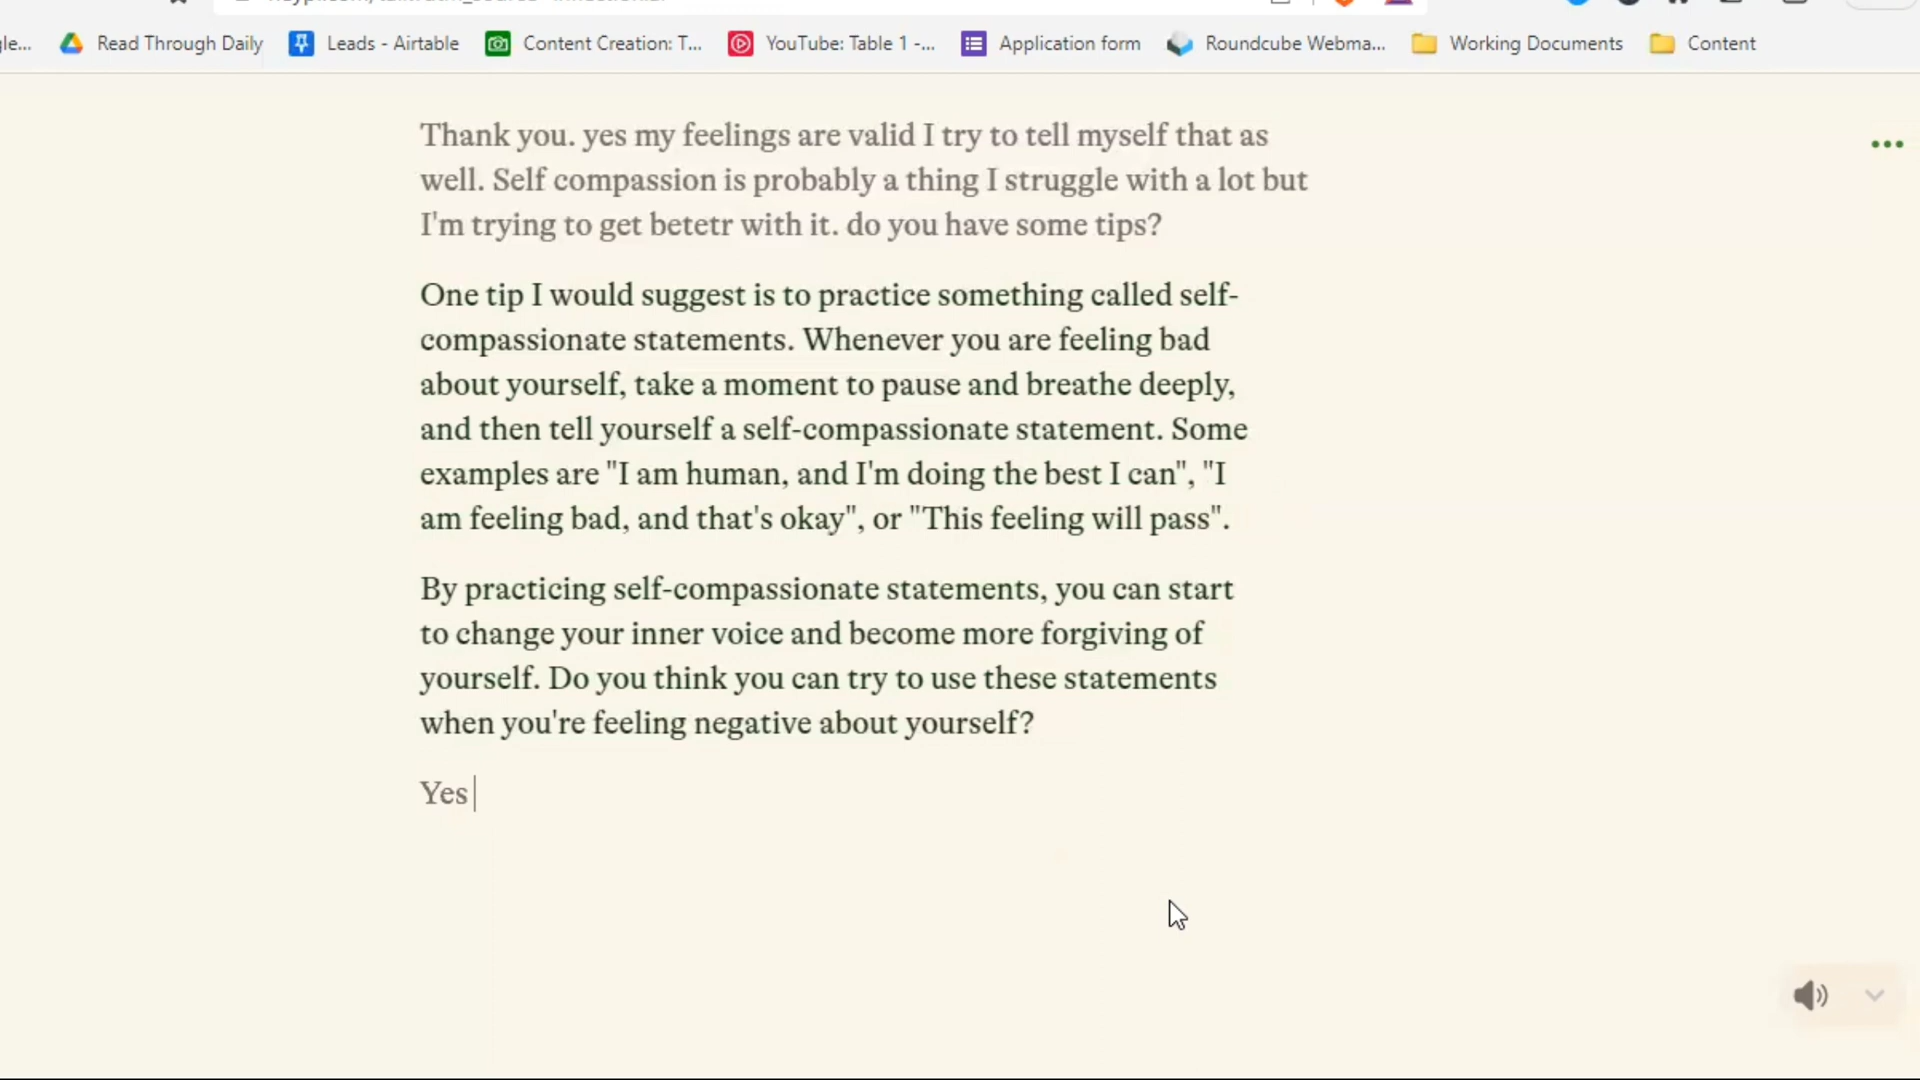 le...
Read Through Daily
Leads - Airtable
Content Creation: T...
YouTube: Table 1 -...
Application form
Roundcube Webma...
Working Documents
Content
Thank you. yes my feelings are valid I try to tell myself that as
well. Self compassion is probably a thing I struggle with a lot but
I'm trying to get betetr with it. do you have some tips?
One tip I would suggest is to practice something called self-
compassionate statements. Whenever you are feeling bad
about yourself, take a moment to pause and breathe deeply,
and then tell yourself a self-compassionate statement. Some
examples are "I am human, and I'm doing the best I can", "I
am feeling bad, and that's okay", or "This feeling will pass".
By practicing self-compassionate statements, you can start
to change your inner voice and become more forgiving of
yourself. Do you think you can try to use these statements
when you're feeling negative about yourself?
Yes